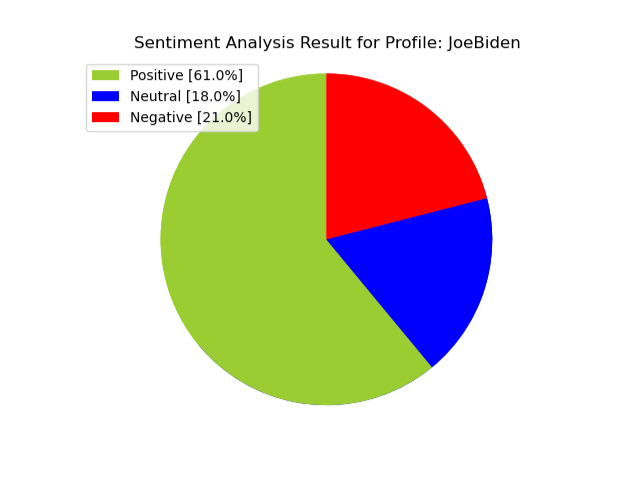 Sentiment Analysis Result for Profile: JoeBiden
Positive [61.0%]
Neutral [18.0%]
Negative [21.0%]